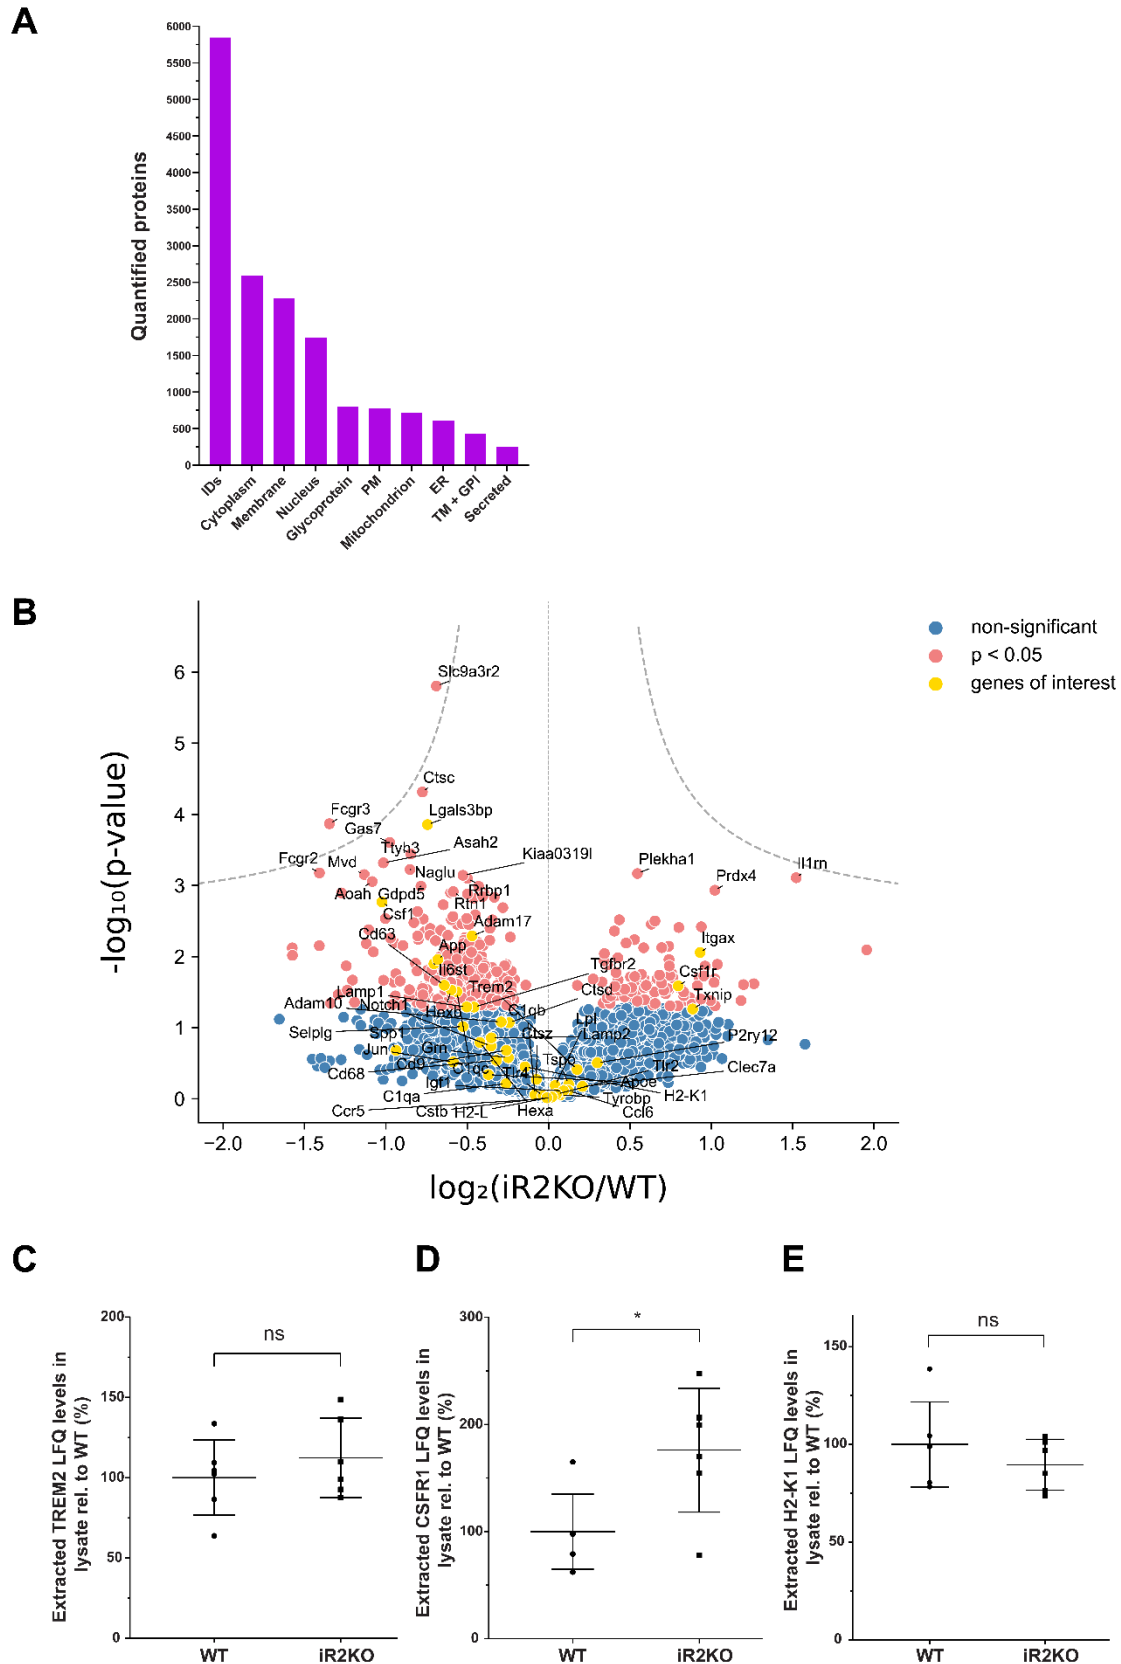 A
6000
5500
5000
4500
4000
3500
3000
2500
2000
1500
1000
500
0
Quantified proteins
IDs
Cytoplasm
Membrane
Nucleus
Glycoprotein
PM
Mitochondrion
ER
TM + GPI
Secreted
B
non-significant
p < 0.05
genes of interest
6
5
4
3
2
1
0
-log₁₀(p-value)
Slc9a3r2
Ctsc
Fcgr3
Lgals3bp
Gas7
Ttyh3
Asah2
Fcgr2
Mvd
Naglu
Kiaa0319l
Plekha1
Il1rn
Prdx4
Aoah
Gdpd5
Rrbp1
Rtn1
Csf1
Adam17
Cd63
App
Itgax
Il6st
Tgfbr2
Csf1r
Lamp1
Trem2
Ctsd
Txnip
Adam10
Notch1
Hexb
C1qb
Lpl
Selplg
Spp1
Ctsz
Lamp2
P2ry12
Jun
Grn
Cd9
Tspo
Tlr2
Clec7a
Cd68
C1qc
Tlr4
Apoe
Igf1
C1qa
H2-K1
Tyrobp
Ccr5
Cstb
H2-L
Hexa
Ccl6
−2.0
−1.5
−1.0
−0.5
0.0
0.5
1.0
1.5
2.0
log₂(iR2KO/WT)
C
Extracted TREM2 LFQ levels in
lysate rel. to WT (%)
200
150
100
50
0
ns
WT
iR2KO
D
Extracted CSFR1 LFQ levels in
lysate rel. to WT (%)
300
200
100
0
*
WT
iR2KO
E
Extracted H2-K1 LFQ levels in
lysate rel. to WT (%)
150
100
50
0
ns
WT
iR2KO